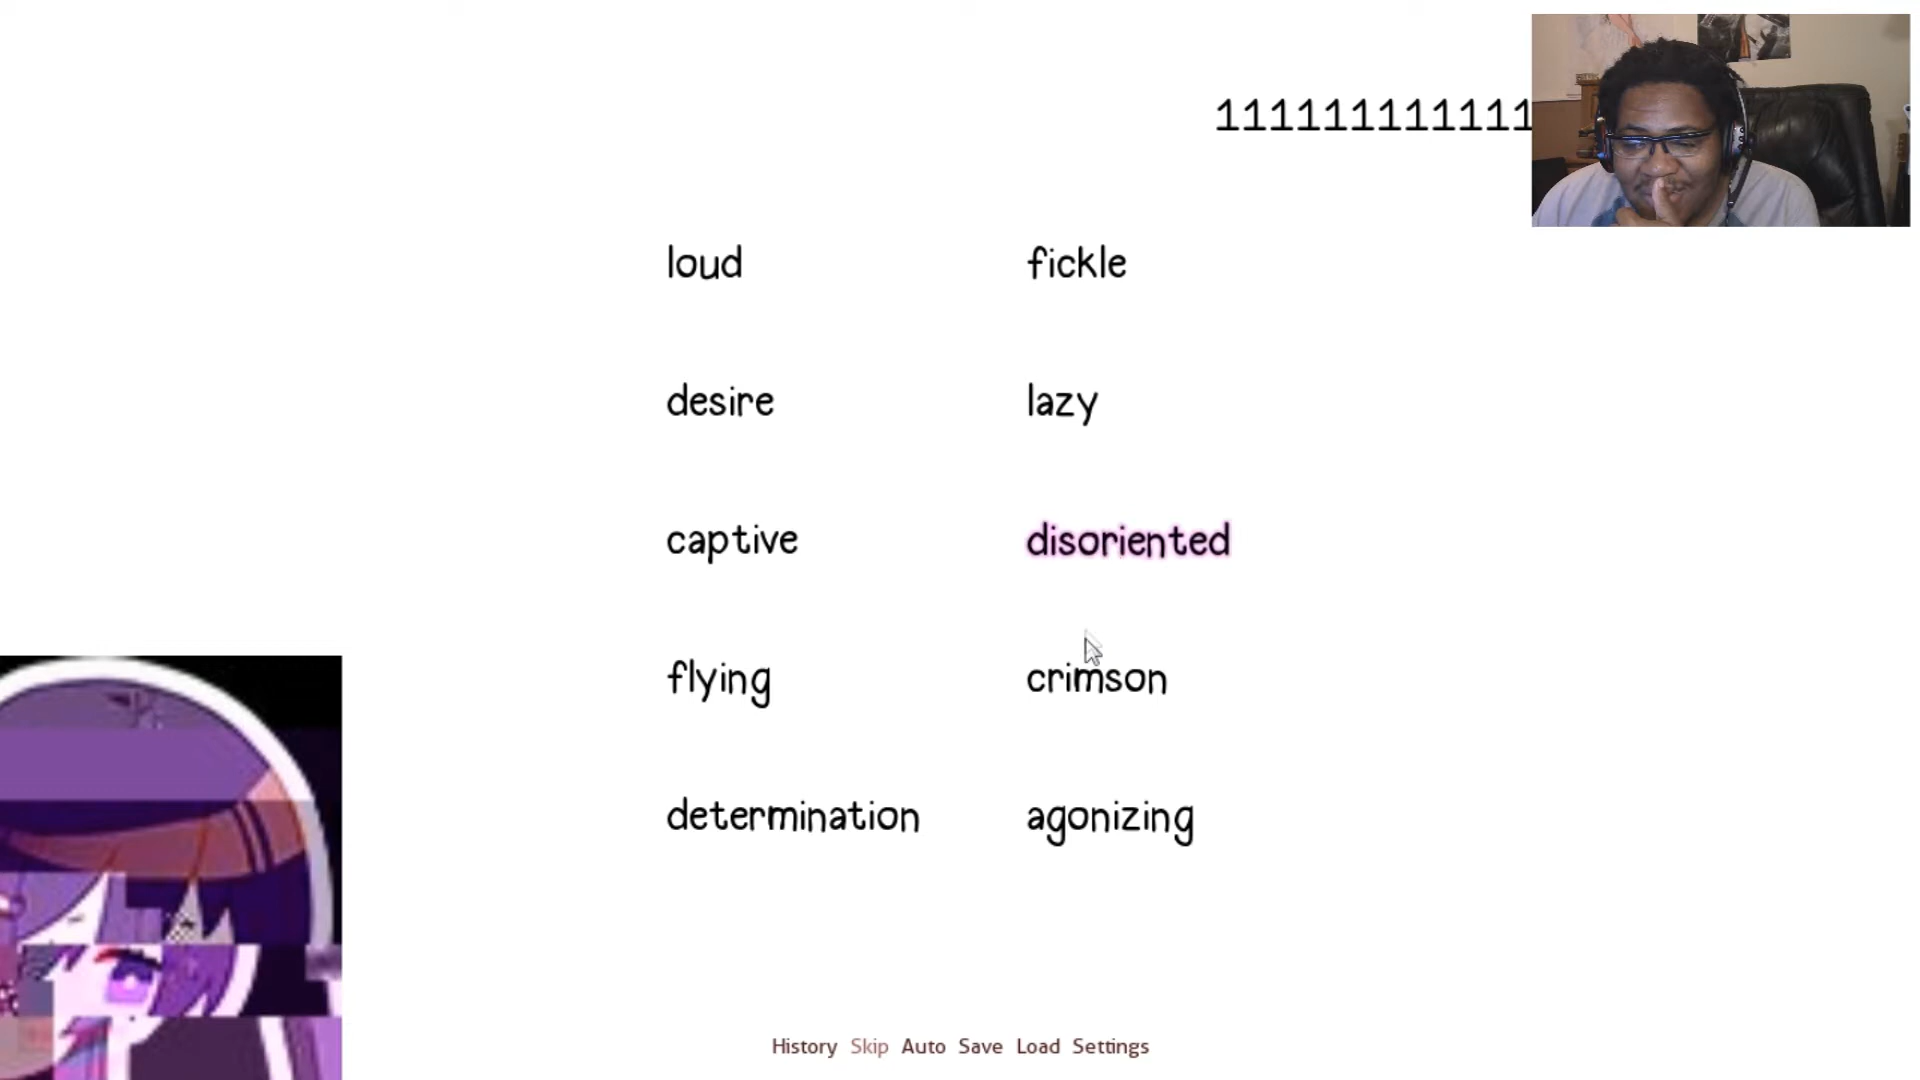 111111111111
loud fickle
desire lazy
captive disoriented
flying crimson
determination agonizing
History Skip Auto Save Load Settings